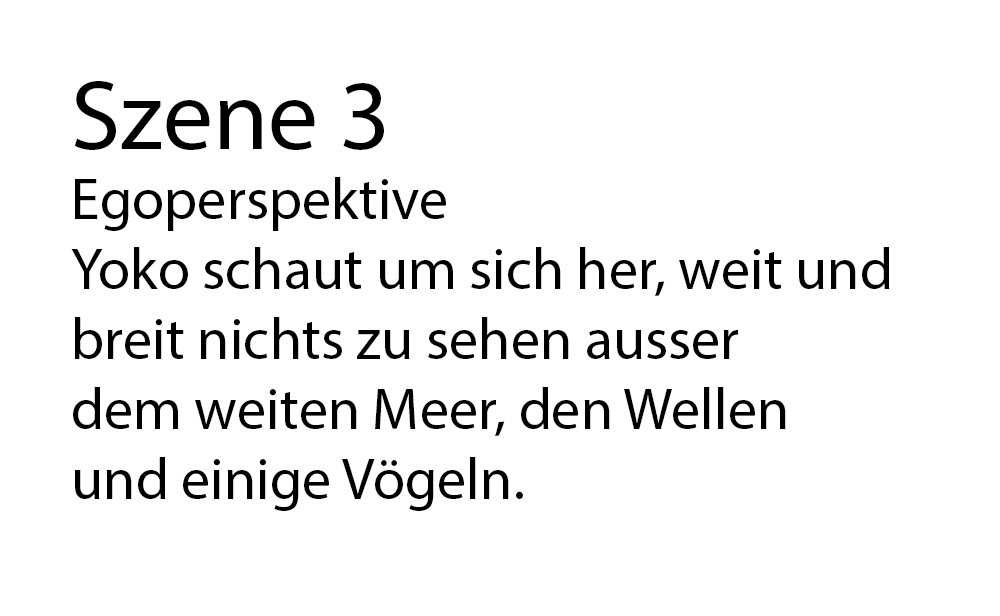 Szene 3
Egoperspektive
Yoko schaut um sich her, weit und
breit nichts zu sehen ausser
dem weiten Meer, den Wellen
und einige Vögeln.